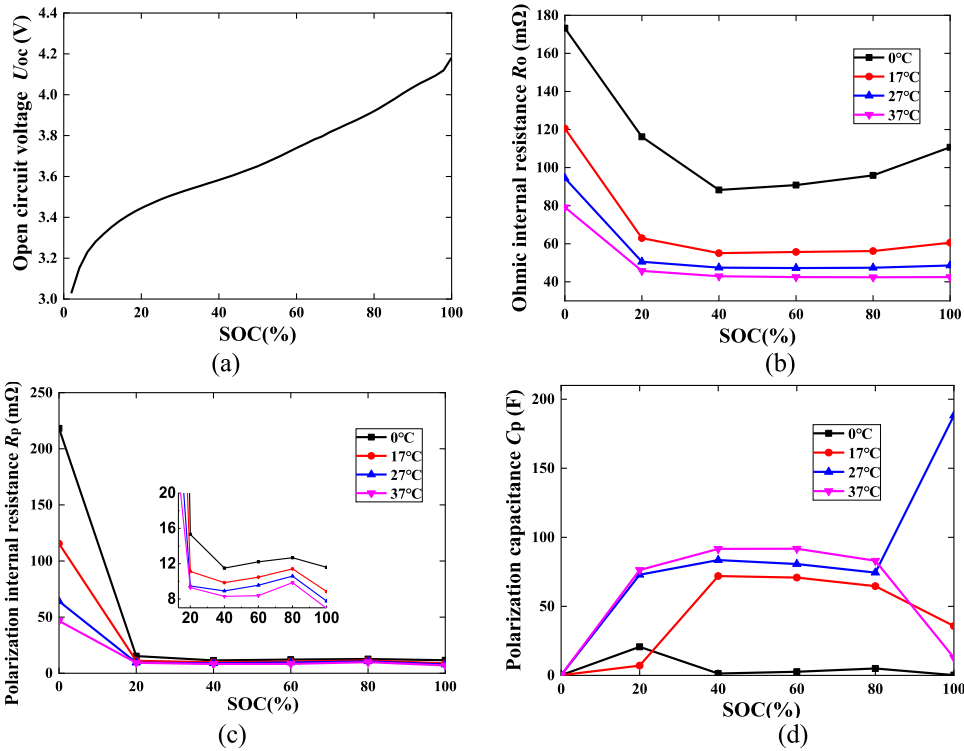 Open circuit voltage Uoc (V)
4.4
4.2
4.0
3.8
3.6
3.4
3.2
3.0
0 20 40 60 80 100
SOC(%)
(a)
Ohmic internal resistance Ro (mΩ)
180
160
140
120
100
80
60
40
0 20 40 60 80 100
SOC(%)
0°C
17°C
27°C
37°C
(b)
Polarization internal resistance Rp (mΩ)
250
200
150
100
50
0
0 20 40 60 80 100
SOC(%)
0°C
17°C
27°C
37°C
20
16
12
8
20 40 60 80 100
(c)
Polarization capacitance Cp (F)
200
150
100
50
0
0 20 40 60 80 100
SOC(%)
0°C
17°C
27°C
37°C
(d)